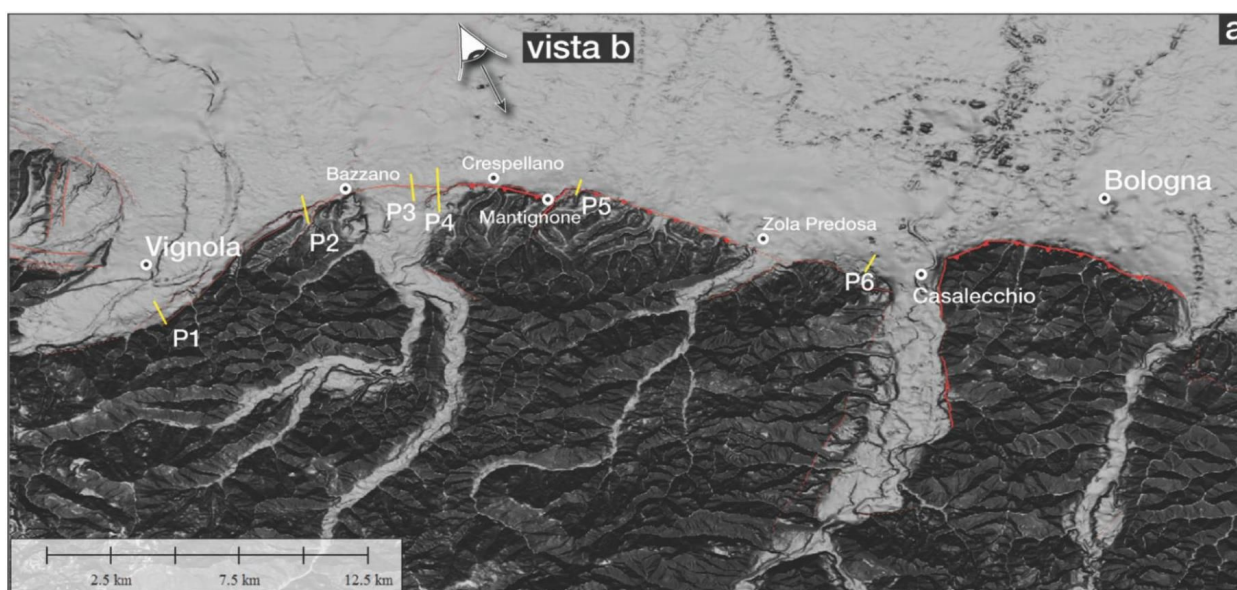 a
vista b
Crespellano
Bazzano
Bologna
P3
P4
Mantignone
P5
P2
Zola Predosa
Vignola
P6
Casalecchio
P1
2.5 km
7.5 km
12.5 km